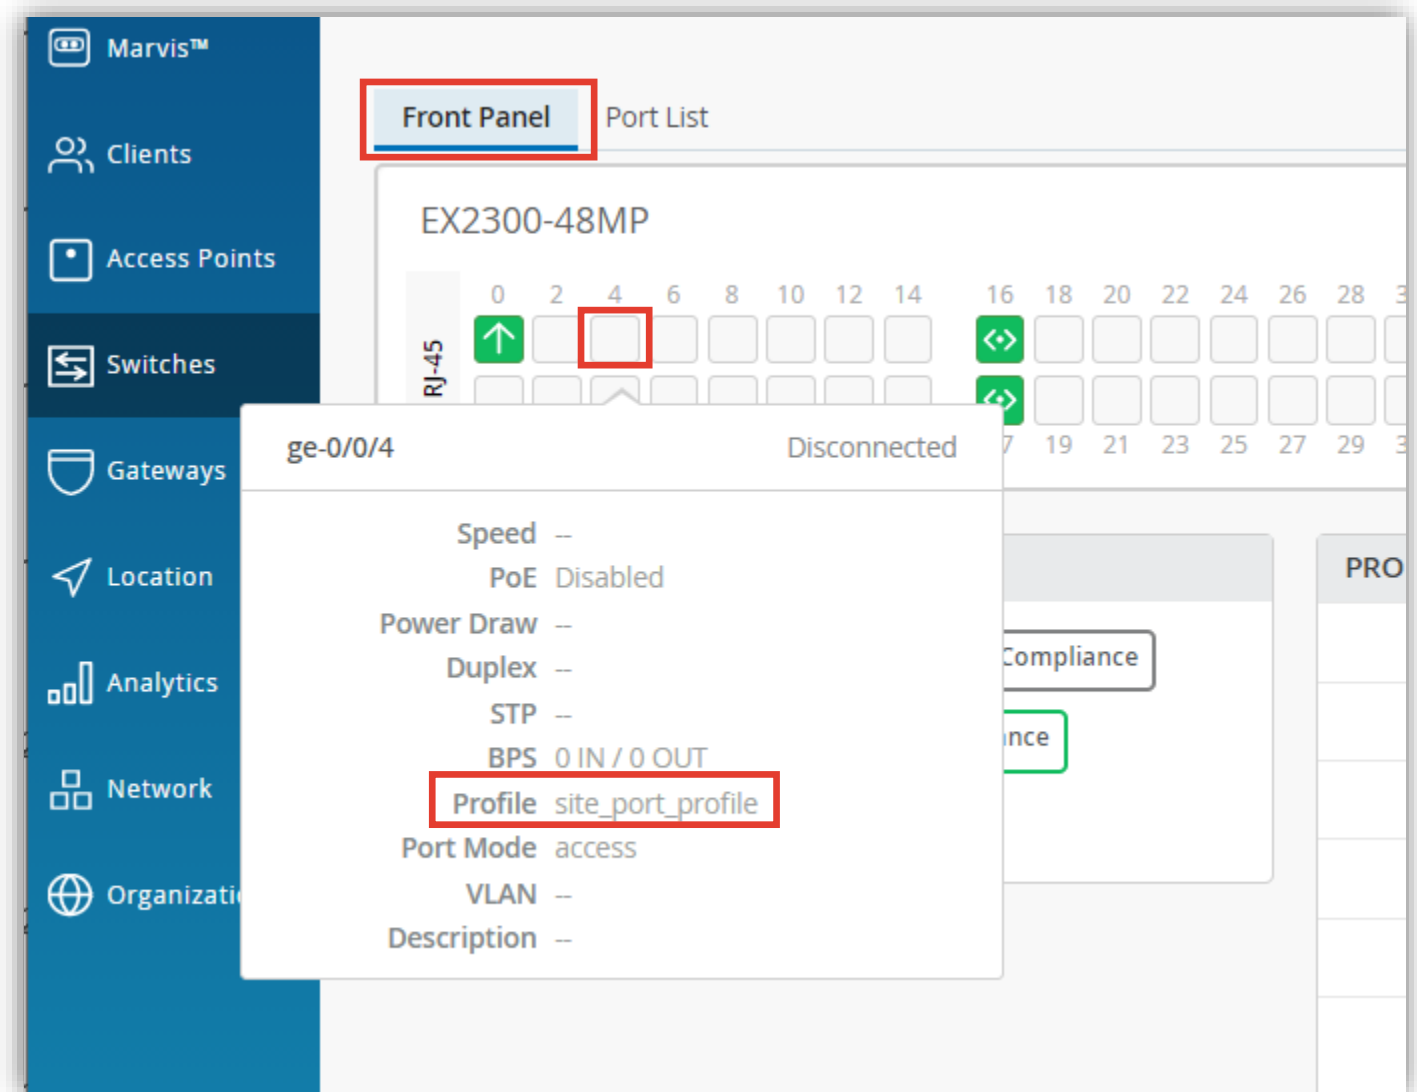 Marvis™
Clients
Access Points
Switches
Gateways
Location
Analytics
Network
Front Panel Port List
EX2300-48MP
RJ-45
0 2 4 6 8 10 12 14 16 18 20 22 24 26 28
19 21 23 25 27 29
ge-0/0/4 Disconnected
Speed --
PoE Disabled
Power Draw --
Duplex --
STP --
BPS 0 IN / 0 OUT
Profile site_port_profile
Port Mode access
VLAN --
Description --
Compliance